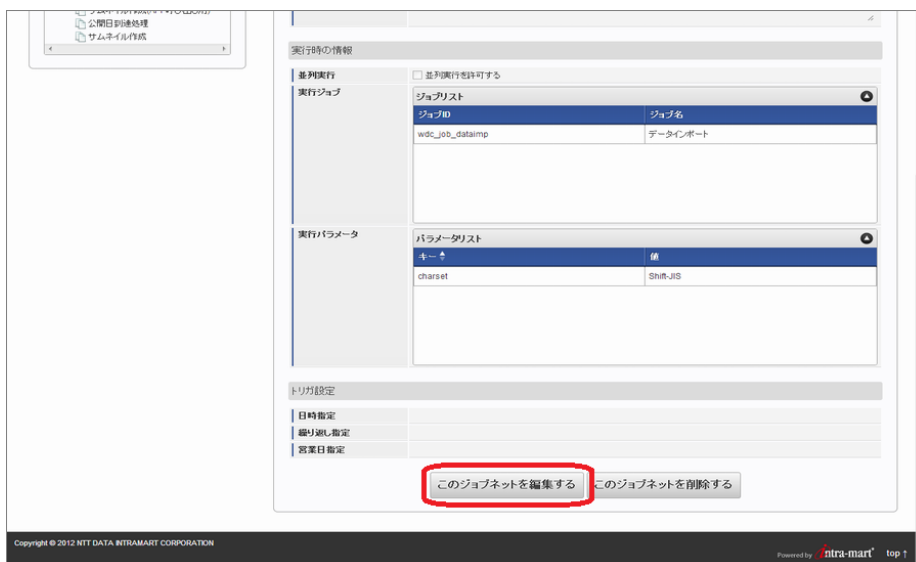 公開日到達処理
サムネイル作成
実行時の情報
並列実行
並列実行を許可する
実行ジョブ
ジョブリスト
ジョブID
ジョブ名
wdc_job_dataimp
データインポート
実行パラメータ
パラメータリスト
キー
値
charset
Shift-JIS
トリガ設定
日時指定
繰り返し指定
営業日指定
このジョブネットを編集する
このジョブネットを削除する
Copyright © 2012 NTT DATA INTRAMART CORPORATION
Powered by intra-mart
top ↑